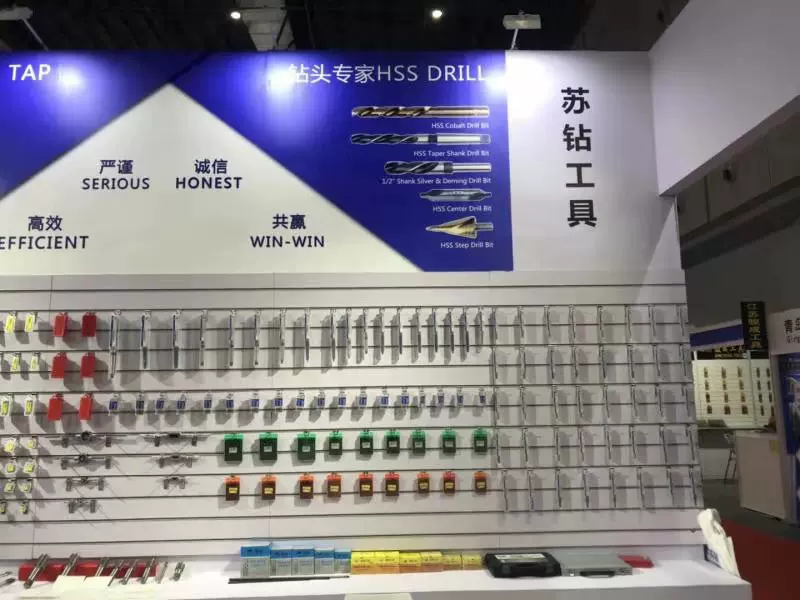 TAP
钻头专家HSS DRILL
HSS Cobalt Drill Bit
HSS Taper Shank Drill Bit
1/2" Shank Silver & Deming Drill Bit
HSS Center Drill Bit
HSS Step Drill Bit
严谨
SERIOUS
诚信
HONEST
高效
EFFICIENT
共赢
WIN-WIN
苏钻工具